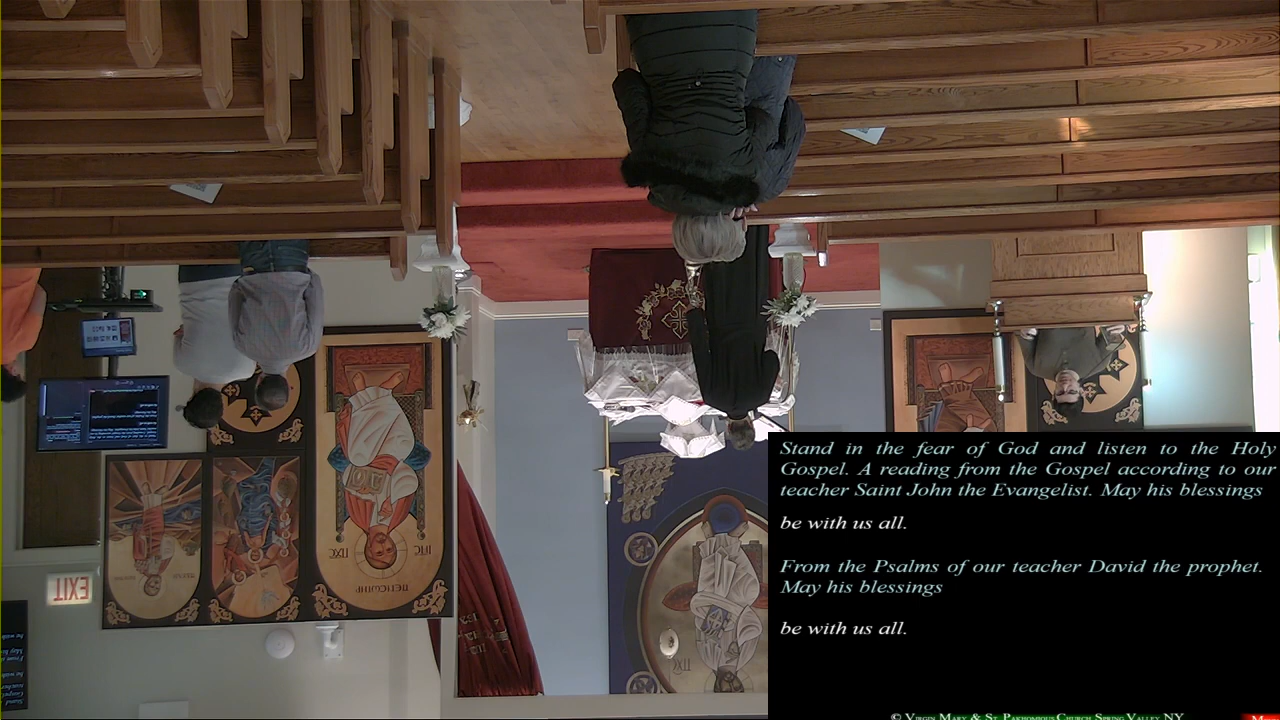 Stand in the fear of God and listen to the Holy
Gospel. A reading from the Gospel according to our
teacher Saint John the Evangelist. May his blessings
be with us all.
From the Psalms of our teacher David the prophet.
May his blessings
be with us all.
© Virgin Mary & St. Pakhomious Church Spring Valley NY
EXIT